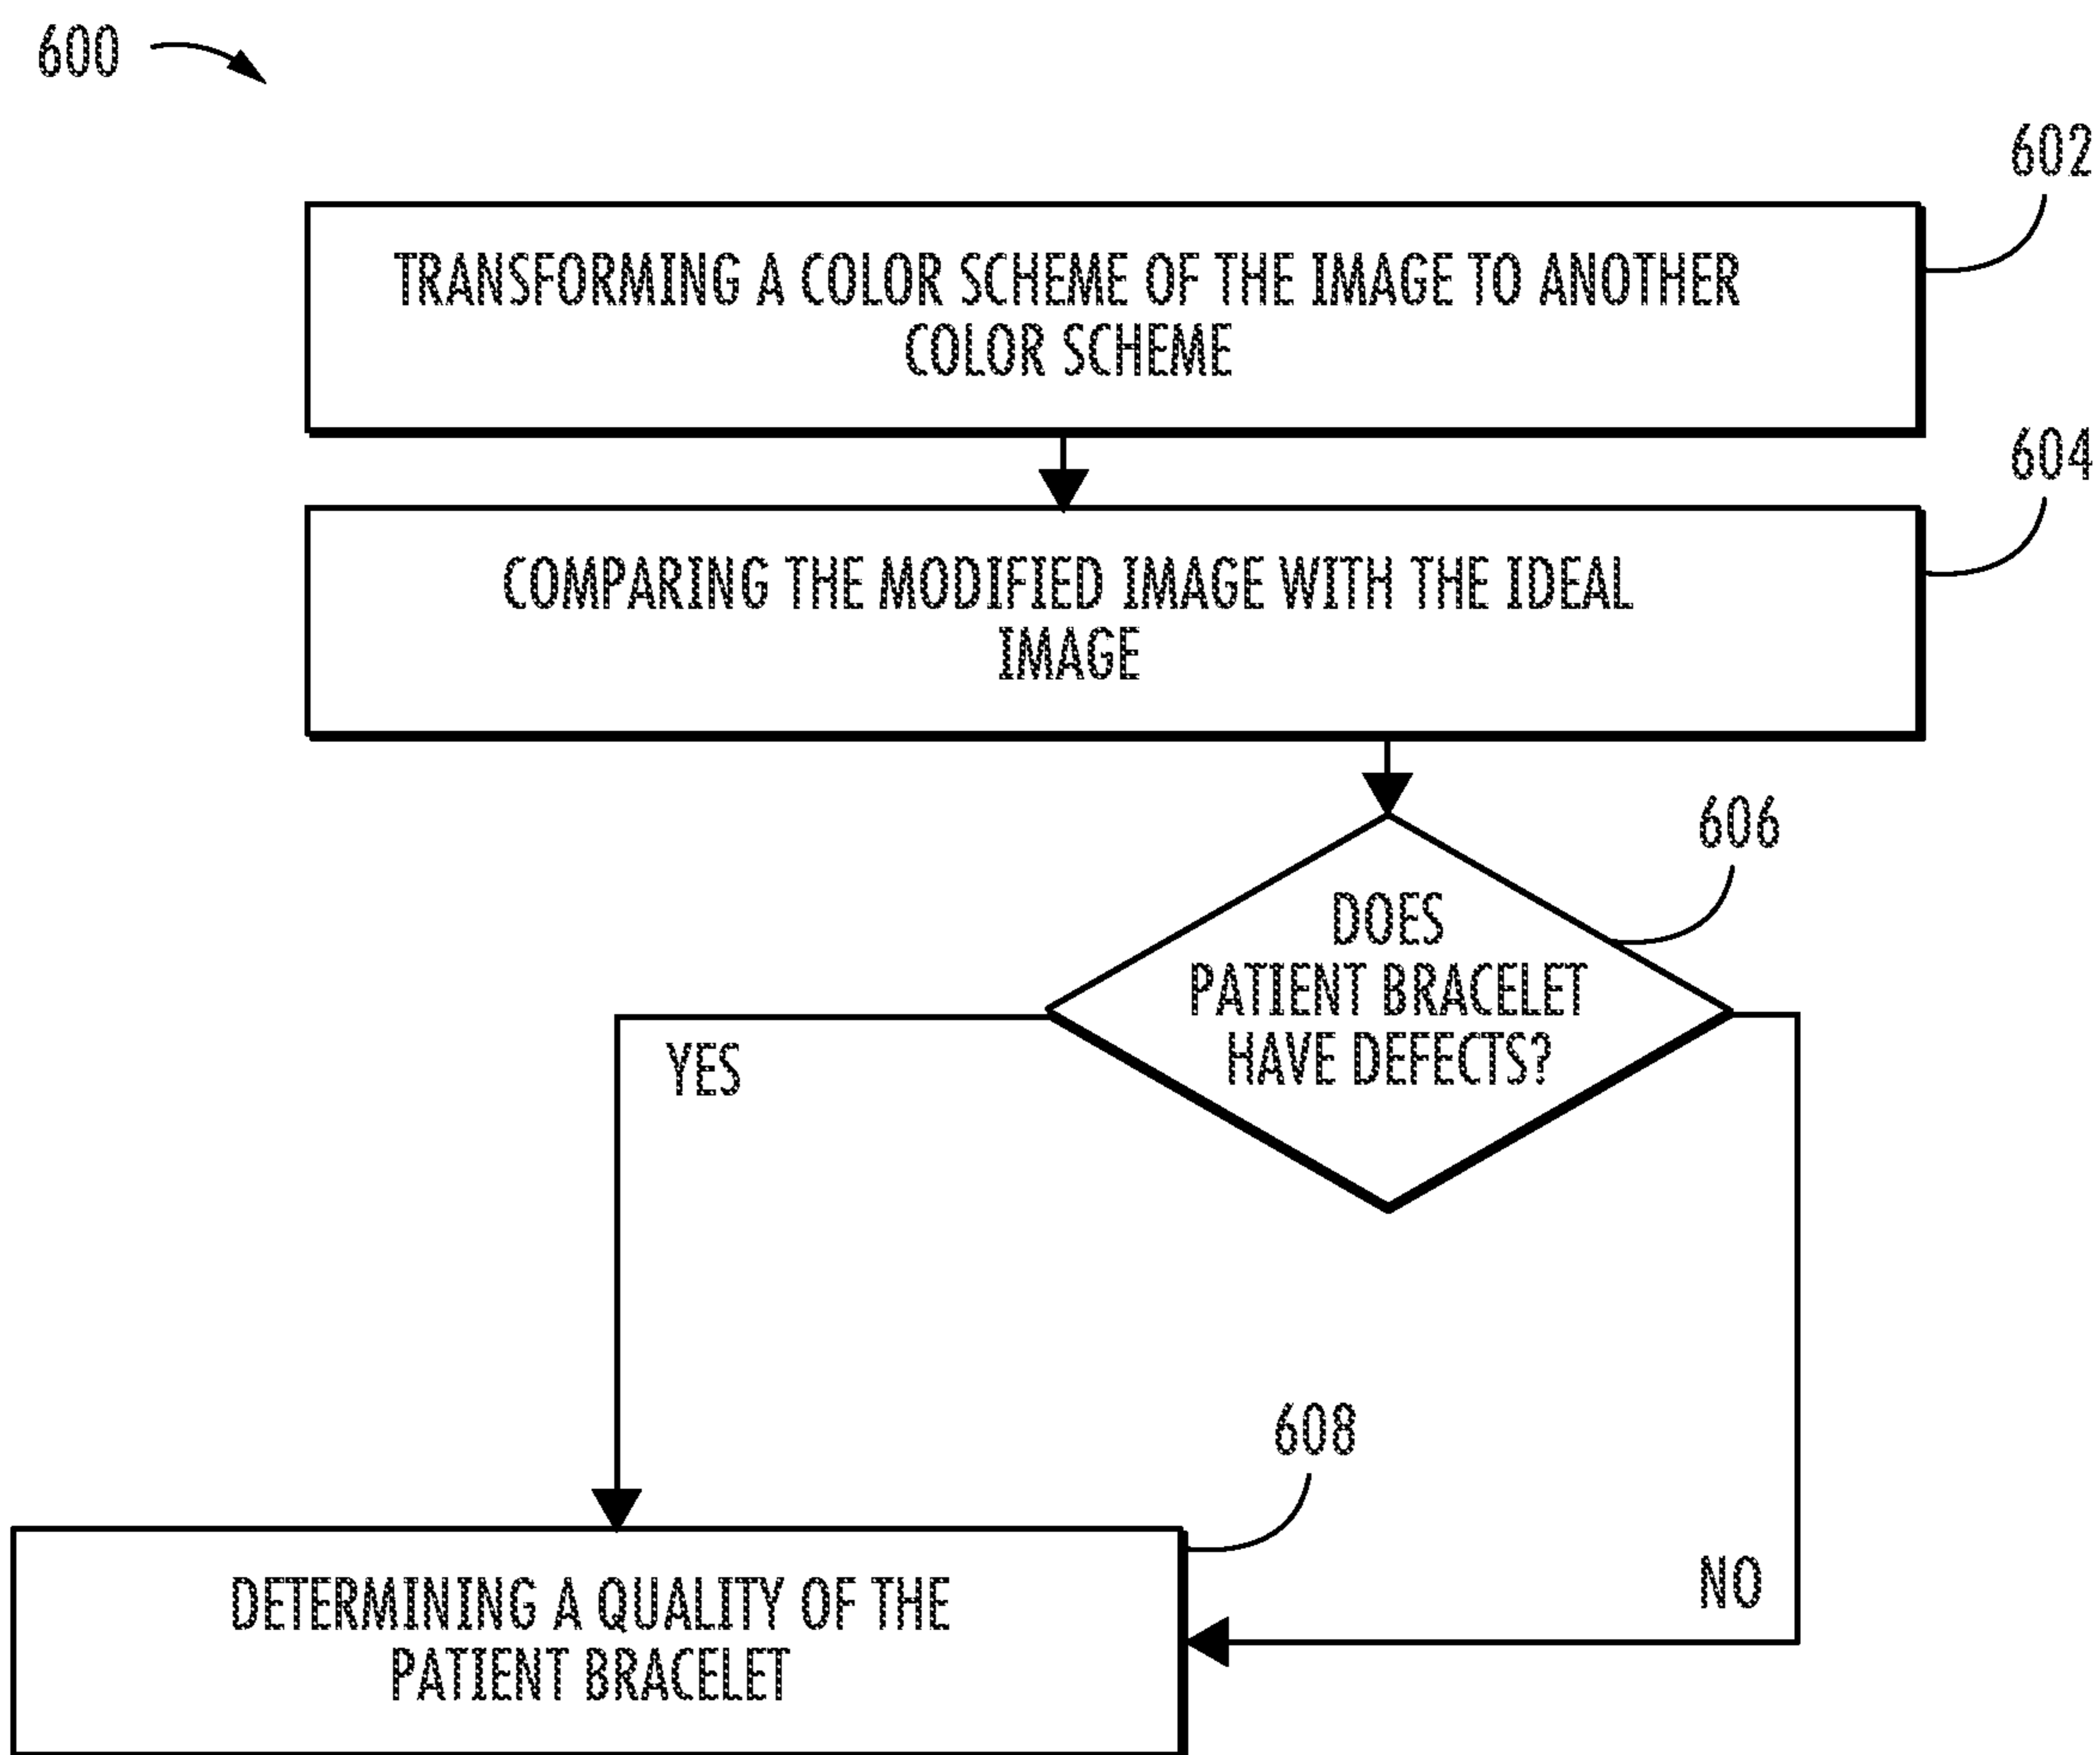 600
602
TRANSFORMING A COLOR SCHEME OF THE IMAGE TO ANOTHER
COLOR SCHEME
604
COMPARING THE MODIFIED IMAGE WITH THE IDEAL
IMAGE
606
DOES
PATIENT BRACELET
HAVE DEFECTS?
YES
608
NO
DETERMINING A QUALITY OF THE
PATIENT BRACELET